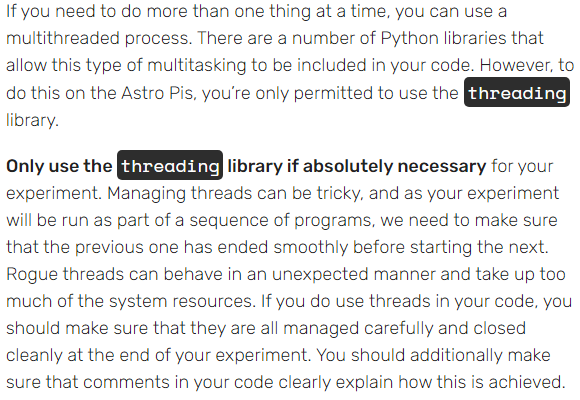 If you need to do more than one thing at a time, you can use a
multithreaded process. There are a number of Python libraries that
allow this type of multitasking to be included in your code. However, to
do this on the Astro Pis, you’re only permitted to use the threading
library.
Only use the threading library if absolutely necessary for your
experiment. Managing threads can be tricky, and as your experiment
will be run as part of a sequence of programs, we need to make sure
that the previous one has ended smoothly before starting the next.
Rogue threads can behave in an unexpected manner and take up too
much of the system resources. If you do use threads in your code, you
should make sure that they are all managed carefully and closed
cleanly at the end of your experiment. You should additionally make
sure that comments in your code clearly explain how this is achieved.